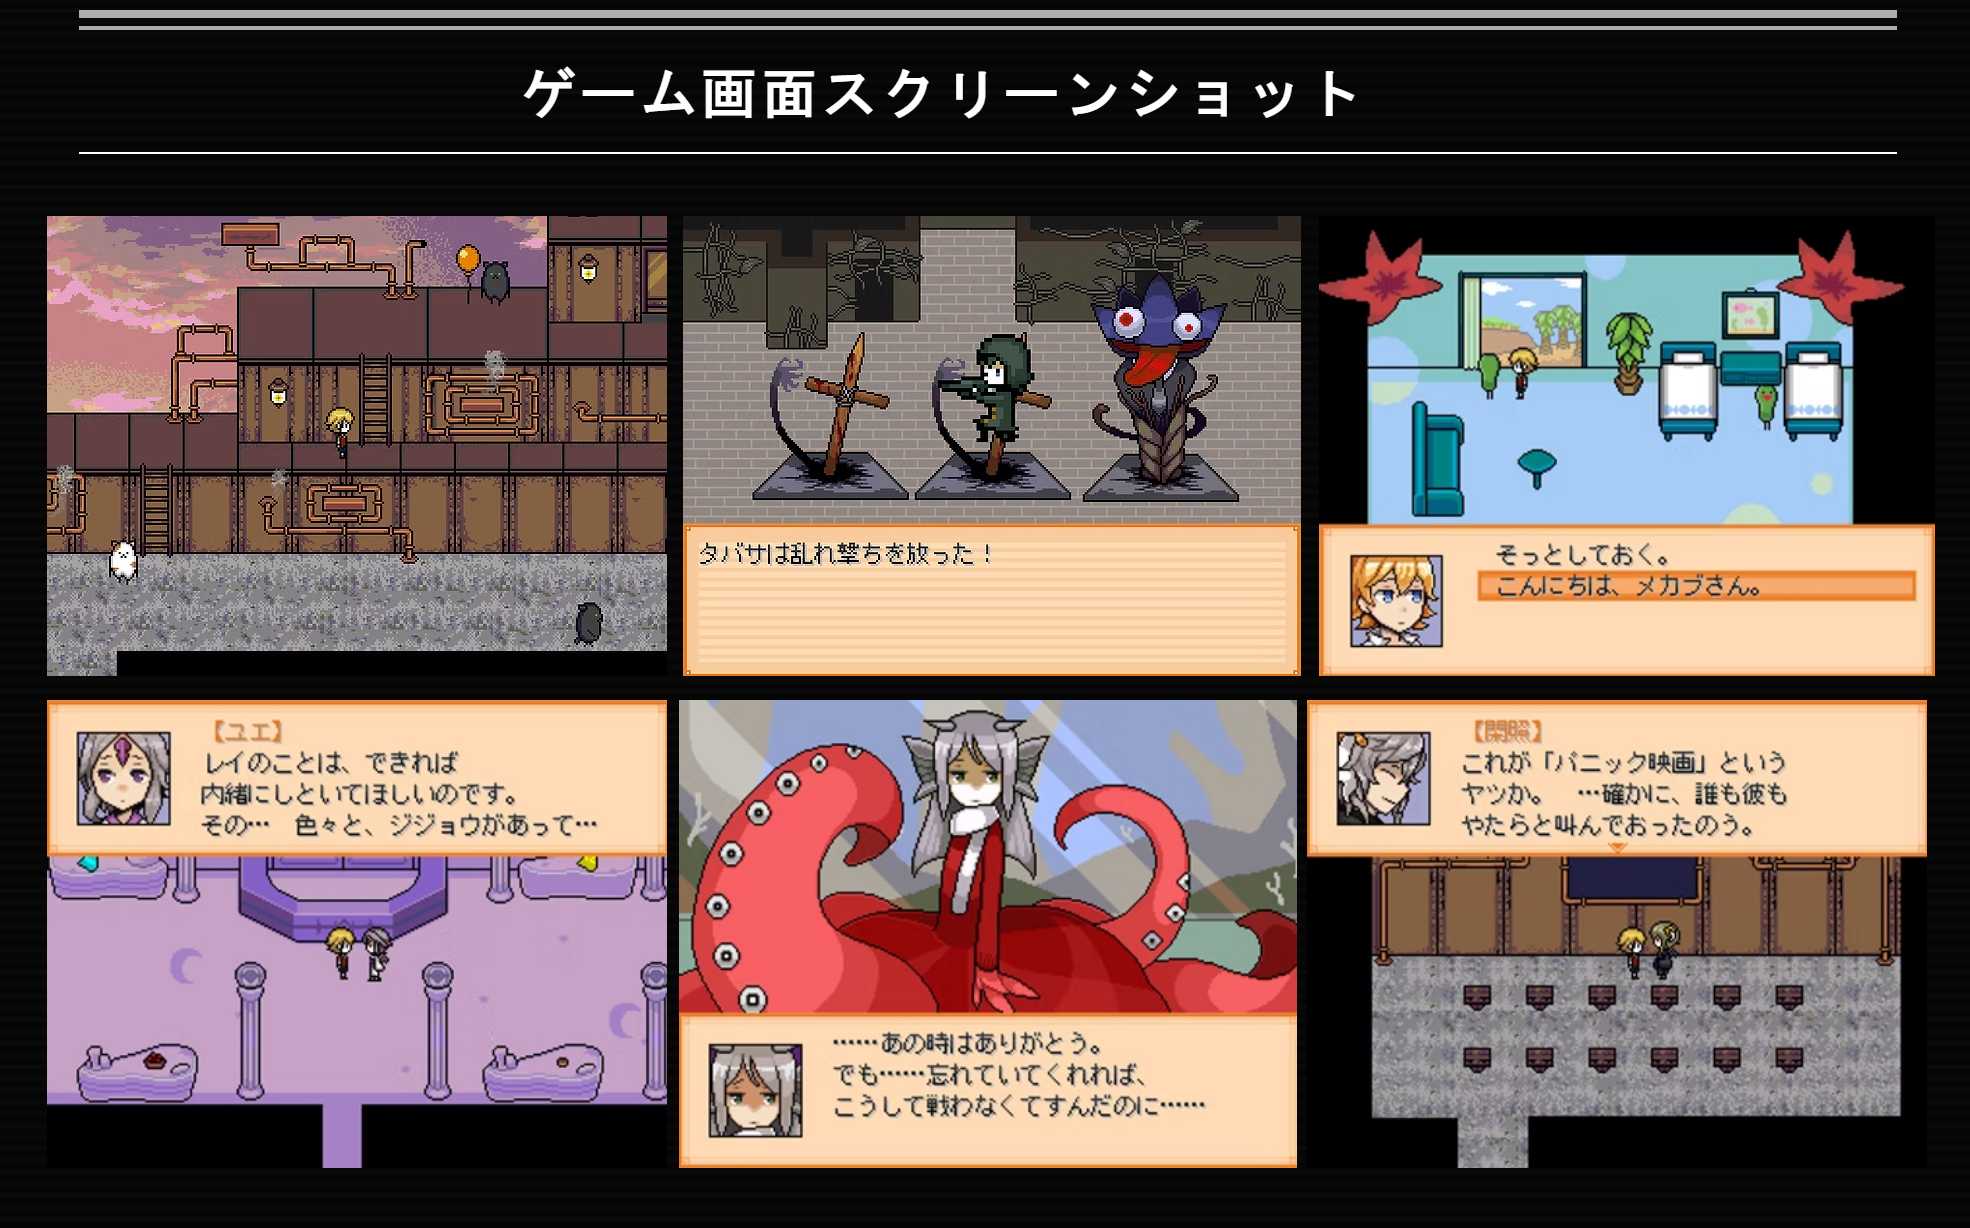 ゲーム画面スクリーンショット
タバサは乱れ撃ちを放った！
そっとしておく。
こんにちは、メカブさん。
【ユエ】
レイのことは、できれば
内緒にしといてほしいのです。
その…　色々と、ジジョウがあって…
……あの時はありがとう。
でも……忘れていてくれれば、
こうして戦わなくてすんだのに……
【閑照】
これが「パニック映画」という
ヤツか。　…確かに、誰も彼も
やたらと叫んでおったのう。